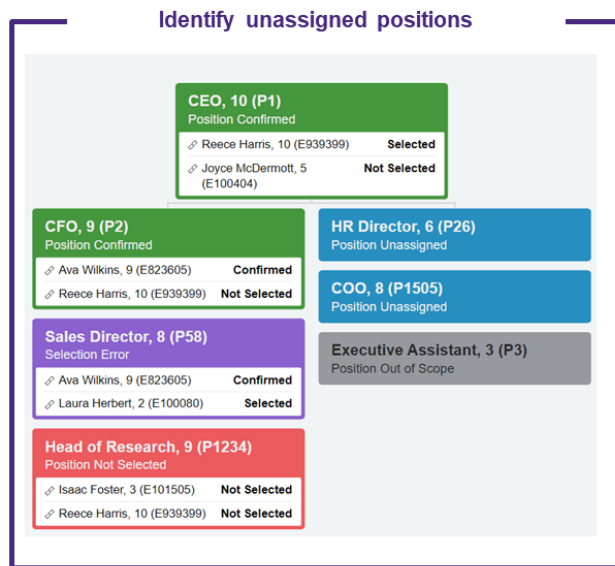 Identify unassigned positions
CEO, 10 (P1)
Position Confirmed
Reece Harris, 10 (E939399) Selected
Joyce McDermott, 5 Not Selected
(E100404)
CFO, 9 (P2)
Position Confirmed
Ava Wilkins, 9 (E823605) Confirmed
Reece Harris, 10 (E939399) Not Selected
Sales Director, 8 (P58)
Selection Error
Ava Wilkins, 9 (E823605) Confirmed
Laura Herbert, 2 (E100080) Selected
Head of Research, 9 (P1234)
Position Not Selected
Isaac Foster, 3 (E101505) Not Selected
Reece Harris, 10 (E939399) Not Selected
HR Director, 6 (P26)
Position Unassigned
COO, 8 (P1505)
Position Unassigned
Executive Assistant, 3 (P3)
Position Out of Scope